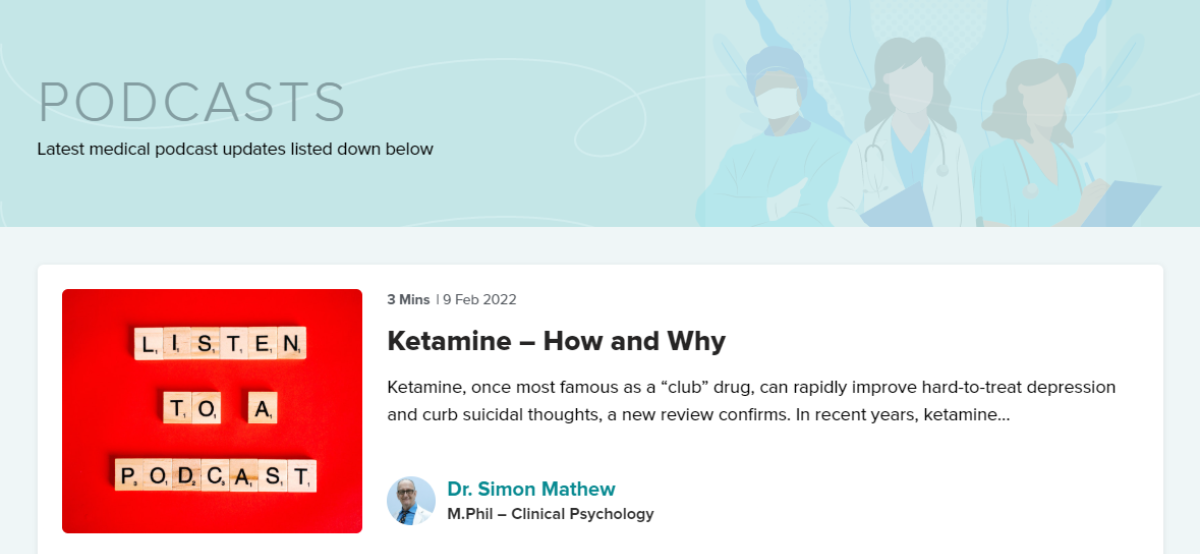 PODCASTS
Latest medical podcast updates listed down below
LISTEN
TO A
PODCAST
3 Mins | 9 Feb 2022
Ketamine – How and Why
Ketamine, once most famous as a “club” drug, can rapidly improve hard-to-treat depression
and curb suicidal thoughts, a new review confirms. In recent years, ketamine...
Dr. Simon Mathew
M.Phil – Clinical Psychology